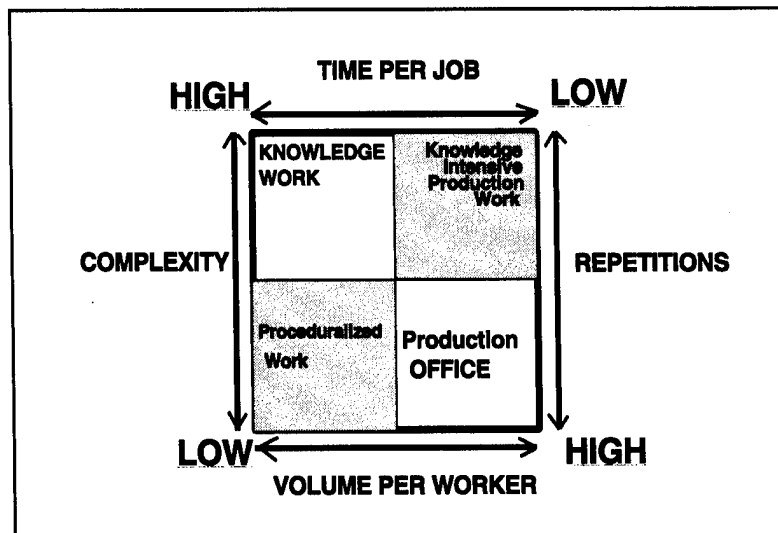 TIME PER JOB
HIGH
LOW
KNOWLEDGE
WORK
Knowledge
Intensive
Production
Work
COMPLEXITY
REPETITIONS
Proceduralized
Work
Production
OFFICE
LOW
HIGH
VOLUME PER WORKER